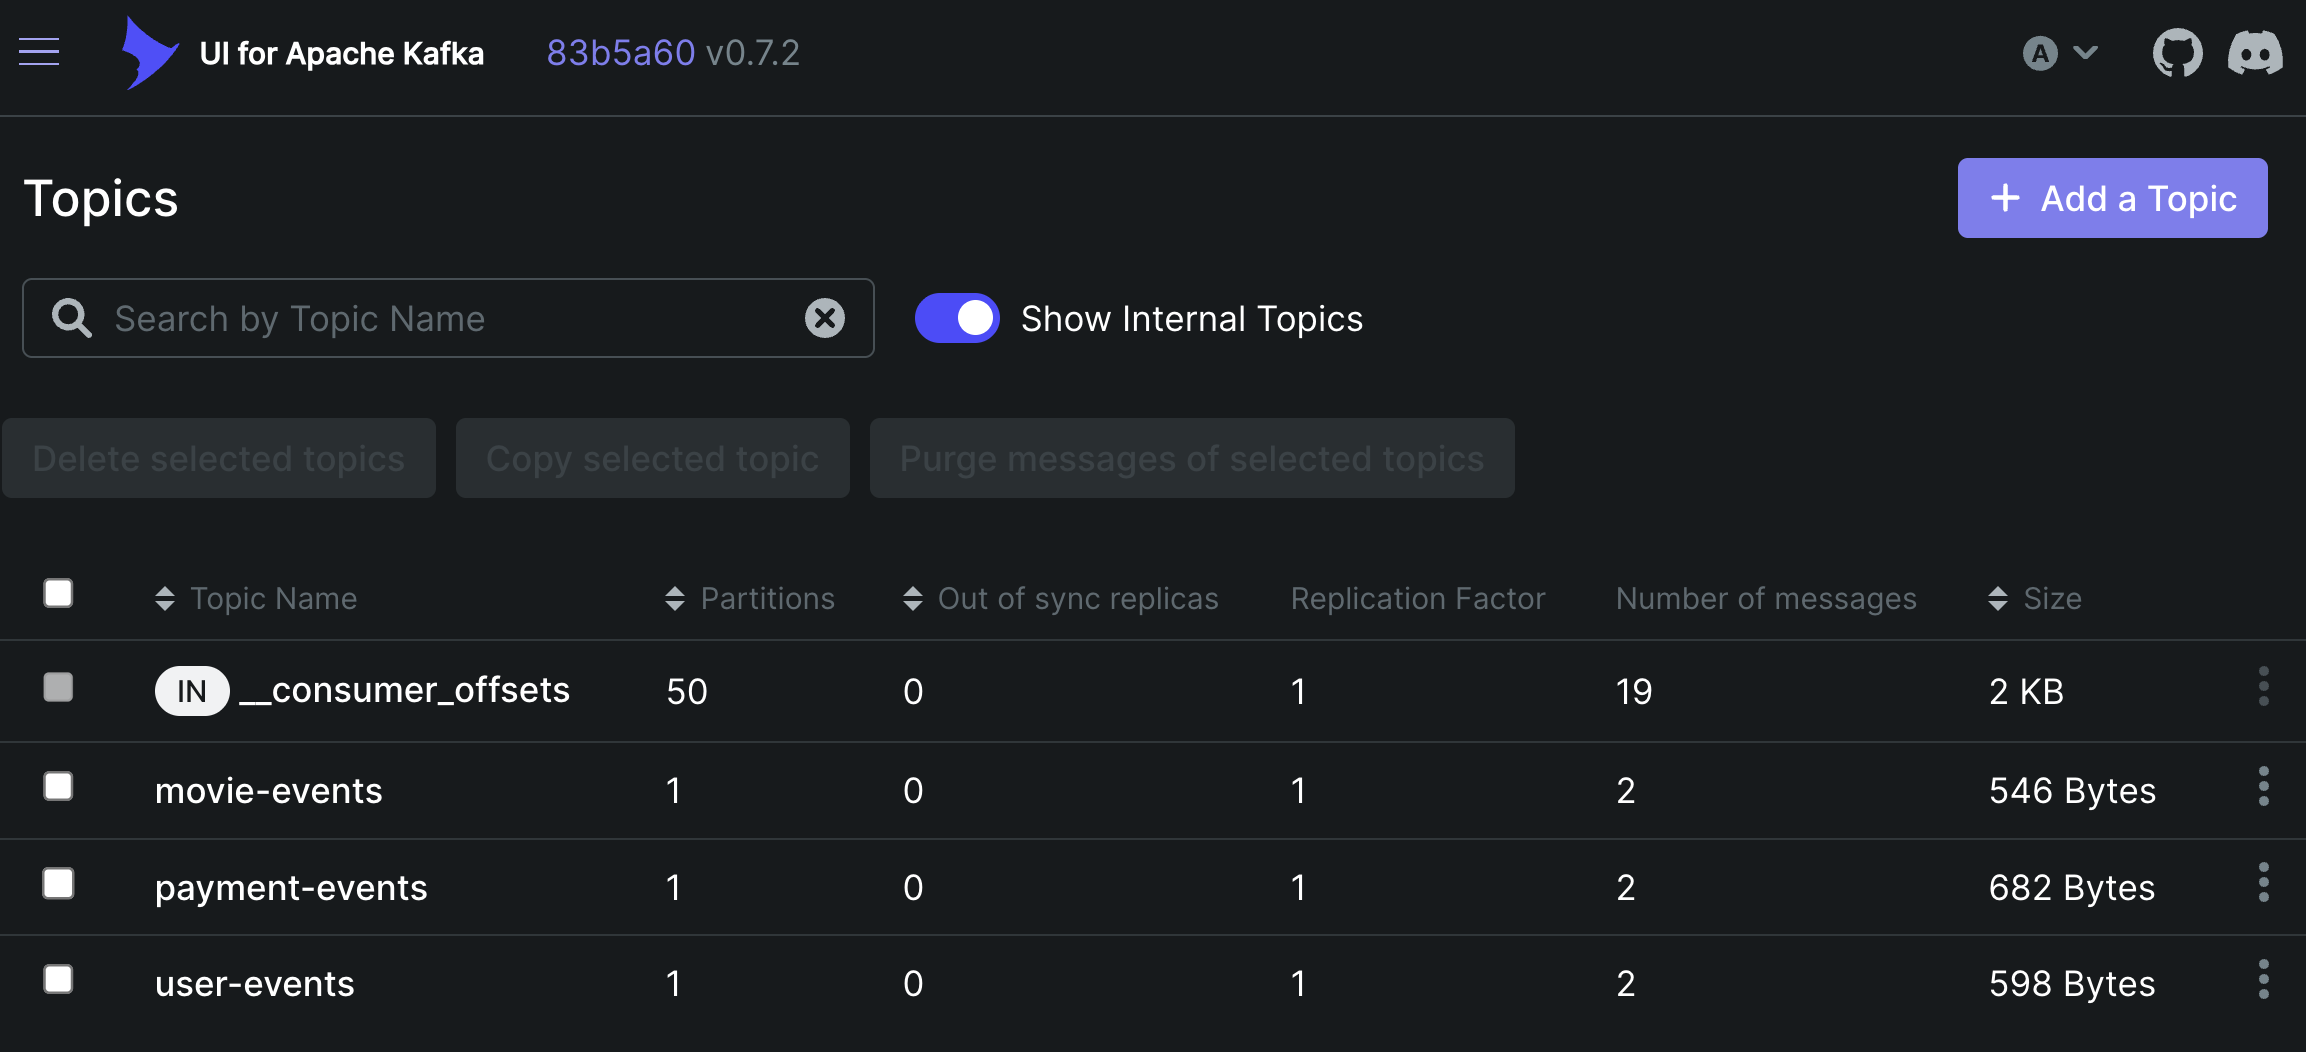 UI for Apache Kafka 83b5a60 v0.7.2 A
Topics
+ Add a Topic
Search by Topic Name
Show Internal Topics
Delete selected topics Copy selected topic Purge messages of selected topics
Topic Name Partitions Out of sync replicas Replication Factor Number of messages Size
IN __consumer_offsets 50 0 1 19 2 KB
movie-events 1 0 1 2 546 Bytes
payment-events 1 0 1 2 682 Bytes
user-events 1 0 1 2 598 Bytes